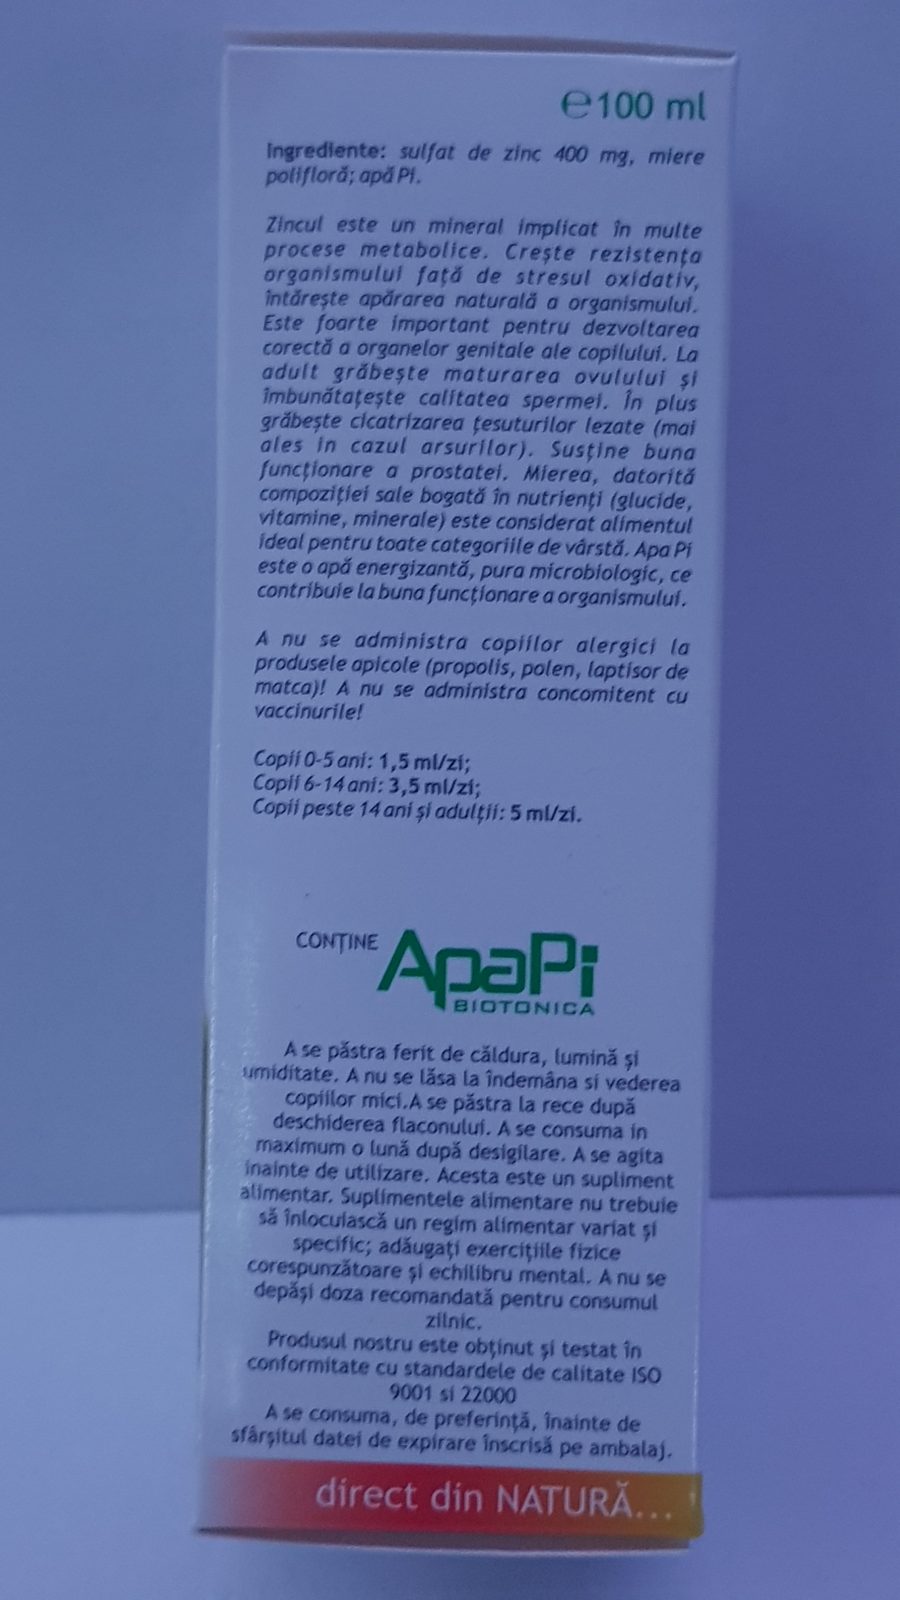 ℮100 ml
Ingrediente: sulfat de zinc 400 mg, miere
polifloră; apă Pi.
Zincul este un mineral implicat în multe
procese metabolice. Crește rezistența
organismului față de stresul oxidativ,
întărește apărarea naturală a organismului.
Este foarte important pentru dezvoltarea
corectă a organelor genitale ale copilului. La
adult grăbește maturarea ovulului și
îmbunătațește calitatea spermei. În plus
grăbește cicatrizarea țesuturilor lezate (mai
ales in cazul arsurilor). Susține buna
funcționare a prostatei. Mierea, datorită
compoziției sale bogată în nutrienți (glucide,
vitamine, minerale) este considerat alimentul
ideal pentru toate categoriile de vârstă. Apa Pi
este o apă energizantă, pura microbiologic, ce
contribuie la buna funcționare a organismului.
A nu se administra copiilor alergici la
produsele apicole (propolis, polen, laptisor de
matca)! A nu se administra concomitent cu
vaccinurile!
Copii 0-5 ani: 1,5 ml/zi;
Copii 6-14 ani: 3,5 ml/zi;
Copii peste 14 ani și adulții: 5 ml/zi.
CONȚINE ApaPi
BIOTONICA
A se păstra ferit de căldura, lumină și
umiditate. A nu se lăsa la îndemâna si vederea
copiilor mici.A se păstra la rece după
deschiderea flaconului. A se consuma in
maximum o lună după desigilare. A se agita
inainte de utilizare. Acesta este un supliment
alimentar. Suplimentele alimentare nu trebuie
să înlocuiască un regim alimentar variat și
specific; adăugați exercițiile fizice
corespunzătoare și echilibru mental. A nu se
depăși doza recomandată pentru consumul
zilnic.
Produsul nostru este obținut și testat în
conformitate cu standardele de calitate ISO
9001 si 22000
A se consuma, de preferință, înainte de
sfârșitul datei de expirare înscrisă pe ambalaj.
direct din NATURĂ...